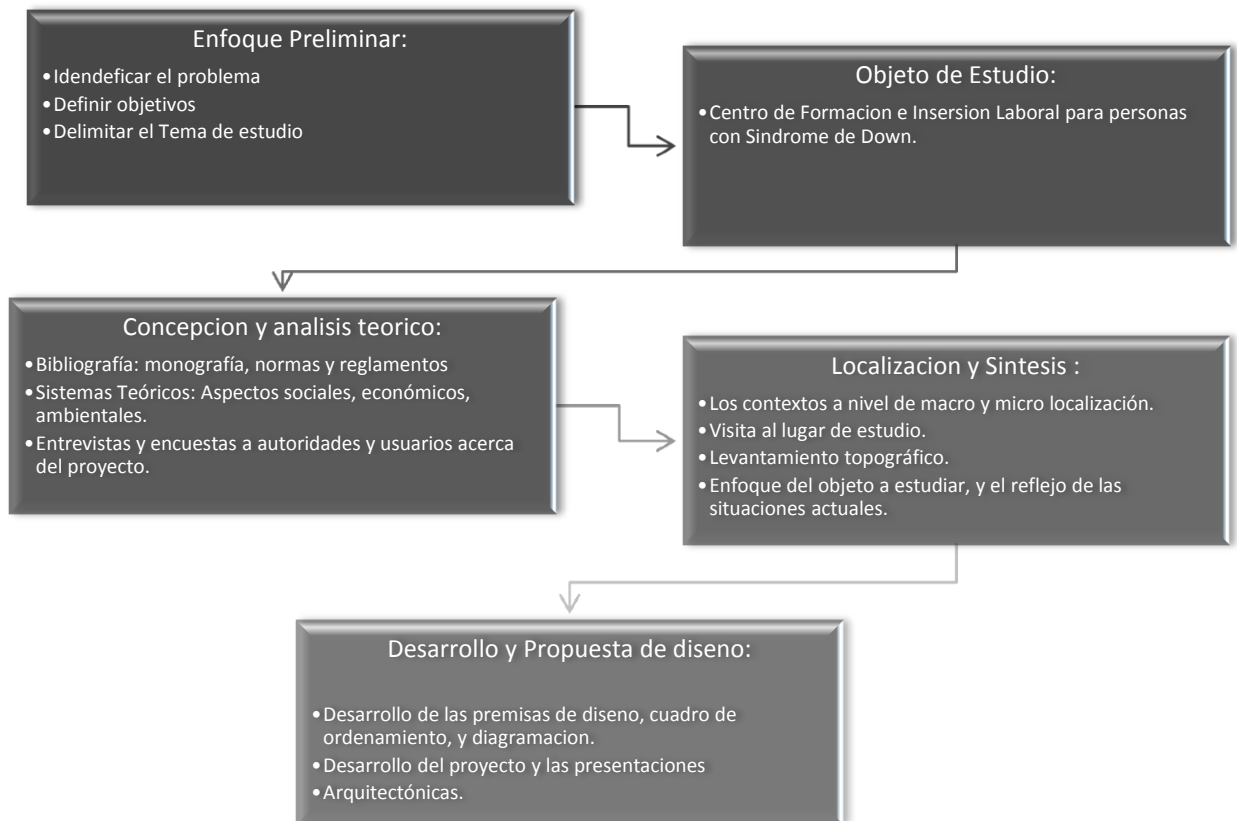 Enfoque Preliminar:
•Idendeficar el problema
•Definir objetivos
•Delimitar el Tema de estudio
Objeto de Estudio:
•Centro de Formacion e Insersion Laboral para personas
con Sindrome de Down.
Concepcion y analisis teorico:
•Bibliografía: monografía, normas y reglamentos
•Sistemas Teóricos: Aspectos sociales, económicos,
ambientales.
•Entrevistas y encuestas a autoridades y usuarios acerca
del proyecto.
Localizacion y Sintesis :
•Los contextos a nivel de macro y micro localización.
•Visita al lugar de estudio.
•Levantamiento topográfico.
•Enfoque del objeto a estudiar, y el reflejo de las
situaciones actuales.
Desarrollo y Propuesta de diseno:
•Desarrollo de las premisas de diseno, cuadro de
ordenamiento, y diagramacion.
•Desarrollo del proyecto y las presentaciones
•Arquitectónicas.